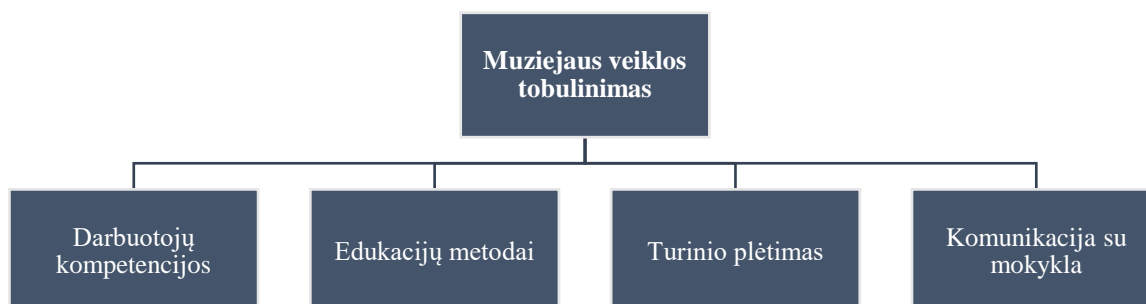 Muziejaus veiklos
tobulinimas
Darbuotojų
kompetencijos
Edukacijų metodai
Turinio plėtimas
Komunikacija su
mokykla